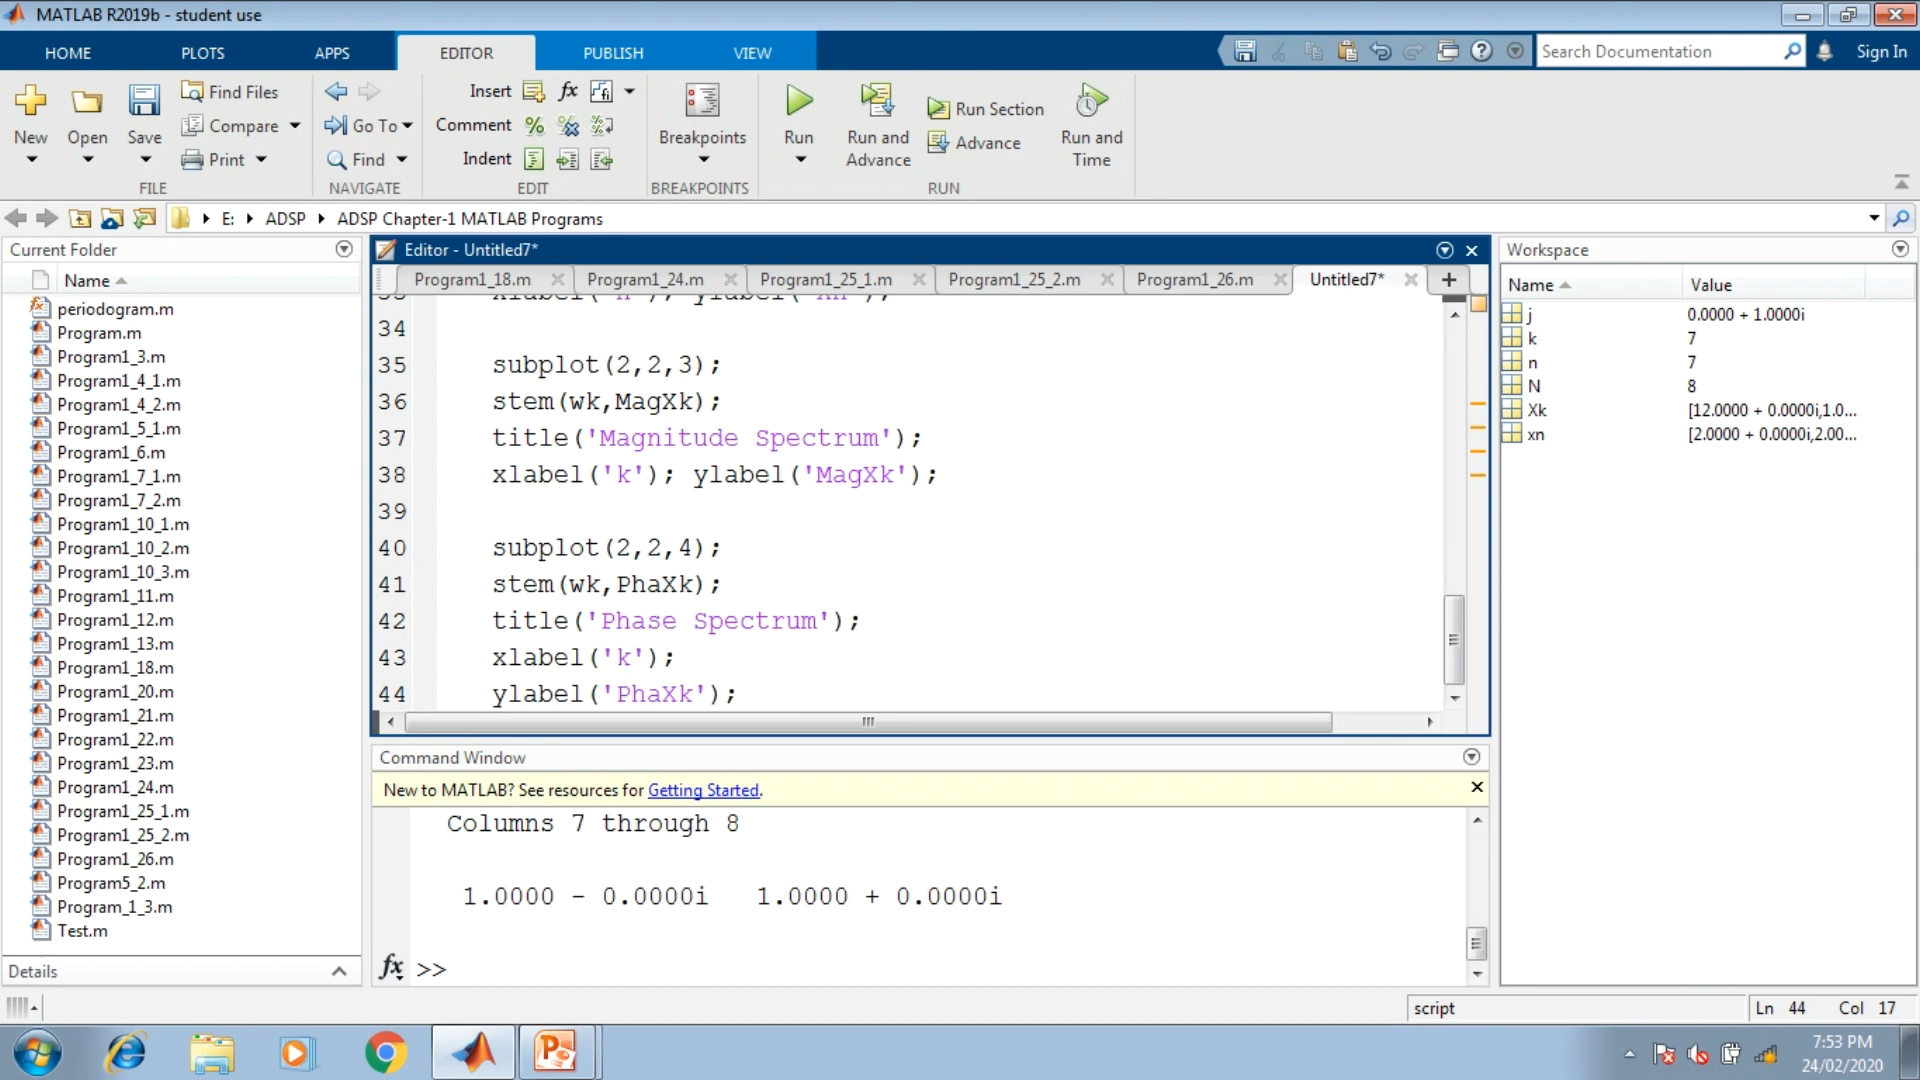 MATLAB R2019b - student use
HOME PLOTS APPS EDITOR PUBLISH VIEW
Search Documentation
Sign In
New Open Save
Find Files
Compare
Print
FILE
Go To
Find
NAVIGATE
Insert fx
Comment
Indent
EDIT
Breakpoints
BREAKPOINTS
Run
Run and Advance
Run Section
Advance
Run and Time
RUN
E: ADSP ADSP Chapter-1 MATLAB Programs
Current Folder
Name
periodogram.m
Program.m
Program1_3.m
Program1_4_1.m
Program1_4_2.m
Program1_5_1.m
Program1_6.m
Program1_7_1.m
Program1_7_2.m
Program1_10_1.m
Program1_10_2.m
Program1_10_3.m
Program1_11.m
Program1_12.m
Program1_13.m
Program1_18.m
Program1_20.m
Program1_21.m
Program1_22.m
Program1_23.m
Program1_24.m
Program1_25_1.m
Program1_25_2.m
Program1_26.m
Program5_2.m
Program_1_3.m
Test.m
Details
Editor - Untitled7*
Program1_18.m Program1_24.m Program1_25_1.m Program1_25_2.m Program1_26.m Untitled7*
34
35 subplot(2,2,3);
36 stem(wk,MagXk);
37 title('Magnitude Spectrum');
38 xlabel('k'); ylabel('MagXk');
39
40 subplot(2,2,4);
41 stem(wk,PhaXk);
42 title('Phase Spectrum');
43 xlabel('k');
44 ylabel('PhaXk');
Command Window
New to MATLAB? See resources for Getting Started.
Columns 7 through 8
1.0000 - 0.0000i 1.0000 + 0.0000i
fx >>
Workspace
Name Value
j 0.0000 + 1.0000i
k 7
n 7
N 8
Xk [12.0000 + 0.0000i,1.0...
xn [2.0000 + 0.0000i,2.00...
script
Ln 44 Col 17
7:53 PM
24/02/2020